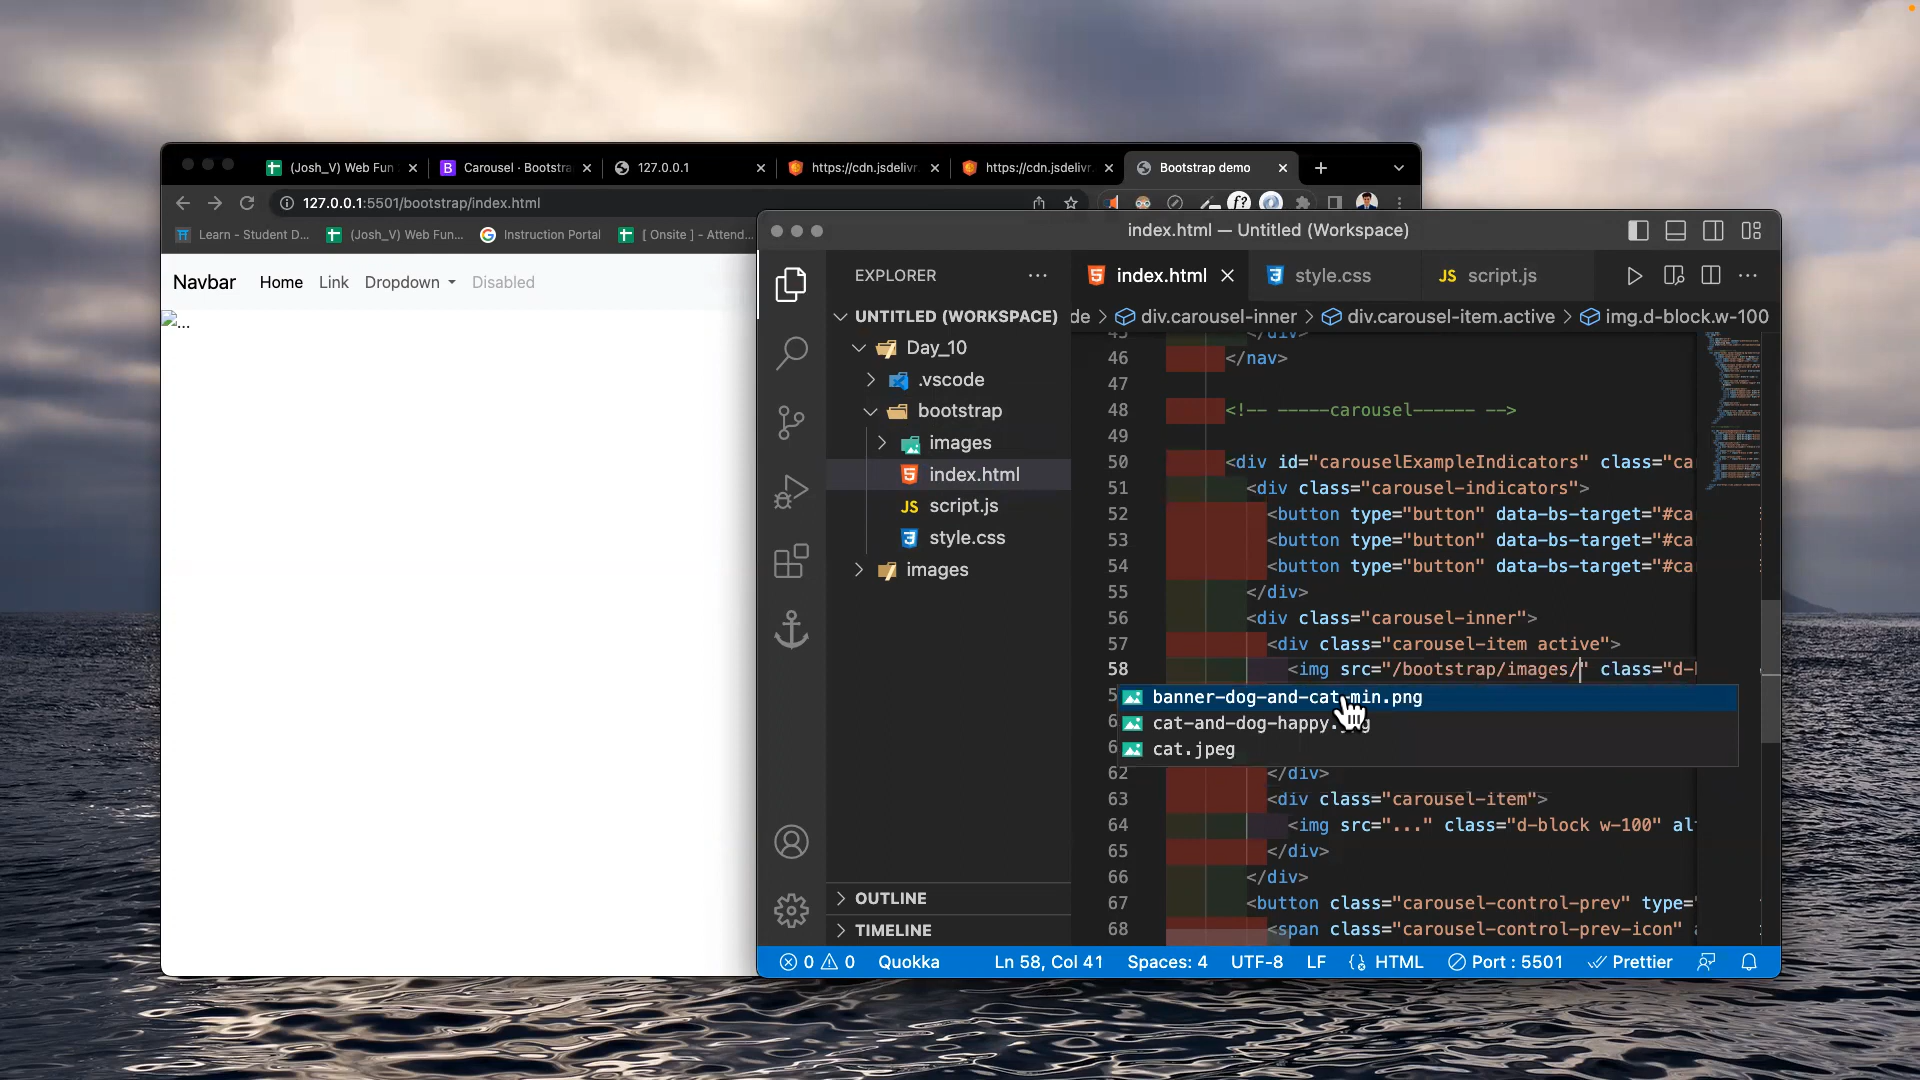 (Josh_V) Web Fun
Carousel · Bootstra
127.0.0.1
https://cdn.jsdelivr
https://cdn.jsdelivr
Bootstrap demo
127.0.0.1:5501/bootstrap/index.html
Learn - Student D...
(Josh_V) Web Fun...
Instruction Portal
[ Onsite ] - Attend...
Navbar
Home
Link
Dropdown
Disabled
...
index.html — Untitled (Workspace)
EXPLORER
UNTITLED (WORKSPACE)
Day_10
.vscode
bootstrap
images
index.html
script.js
style.css
images
OUTLINE
TIMELINE
index.html
style.css
JS script.js
de > div.carousel-inner > div.carousel-item.active > img.d-block.w-100
45 </div>
46 </nav>
47
48 <!-- -----carousel------ -->
49
50 <div id="carouselExampleIndicators" class="ca
51 <div class="carousel-indicators">
52 <button type="button" data-bs-target="#ca
53 <button type="button" data-bs-target="#ca
54 <button type="button" data-bs-target="#ca
55 </div>
56 <div class="carousel-inner">
57 <div class="carousel-item active">
58 <img src="/bootstrap/images/" class="d-b
banner-dog-and-cat-min.png
cat.jpeg
62 </div>
63 <div class="carousel-item">
64 <img src="..." class="d-block w-100" al
65 </div>
66 </div>
67 <button class="carousel-control-prev" type="
68 <span class="carousel-control-prev-icon" a
0 0 Quokka Ln 58, Col 41 Spaces: 4 UTF-8 LF {} HTML Port : 5501 Prettier